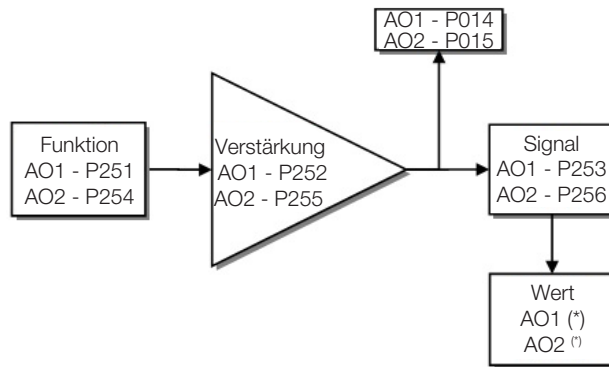 AO1 - P014
AO2 - P015
Funktion
AO1 - P251
AO2 - P254
Verstärkung
AO1 - P252
AO2 - P255
Signal
AO1 - P253
AO2 - P256
Wert
AO1 (*)
AO2 (*)